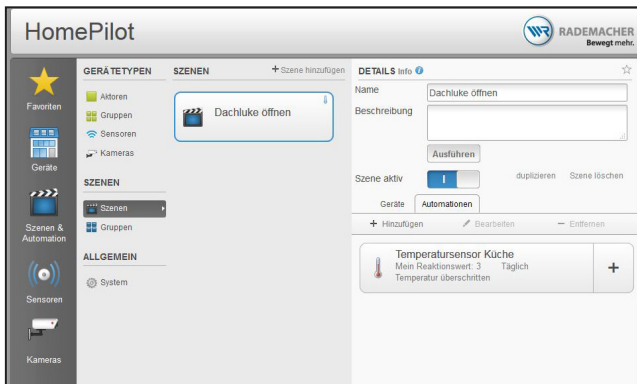 HomePilot
WR RADEMACHER
Bewegt mehr.
Favoriten
Geräte
Szenen &
Automation
Sensoren
Kameras
GERÄTETYPEN
Aktoren
Gruppen
Sensoren
Kameras
SZENEN
Szenen
Gruppen
ALLGEMEIN
System
SZENEN
+ Szene hinzufügen
Dachluke öffnen
DETAILS Info i
Name
Dachluke öffnen
Beschreibung
Ausführen
Szene aktiv
I
duplizieren
Szene löschen
Geräte
Automationen
+ Hinzufügen
Bearbeiten
− Entfernen
Temperatursensor Küche
Mein Reaktionswert: 3 Täglich
Temperatur überschritten
+